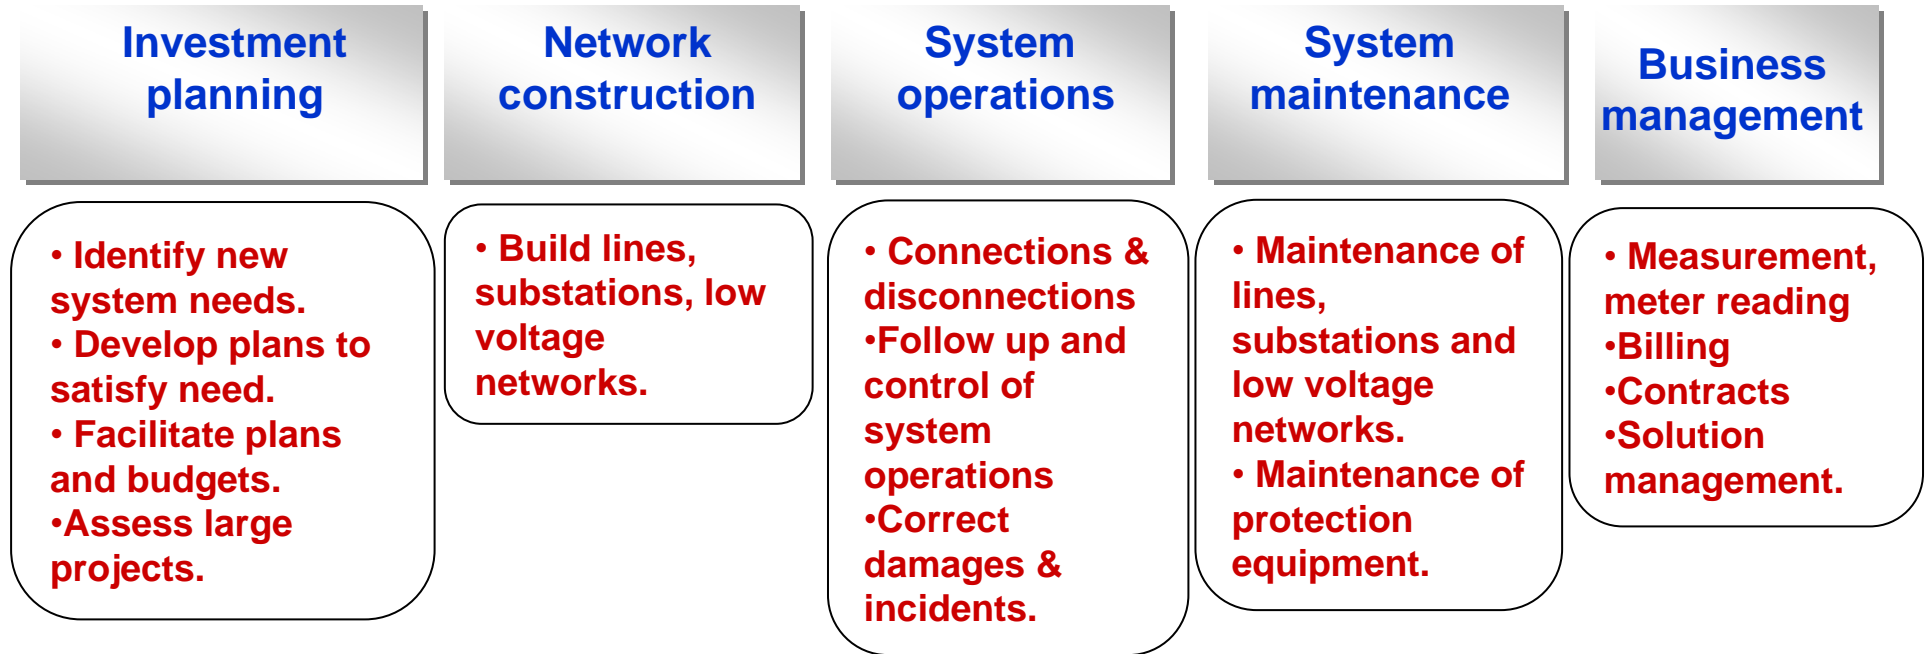 Investment
planning
• Identify new
system needs.
• Develop plans to
satisfy need.
• Facilitate plans
and budgets.
•Assess large
projects.
Network
construction
• Build lines,
substations, low
voltage
networks.
System
operations
• Connections &
disconnections
•Follow up and
control of
system
operations
•Correct
damages &
incidents.
System
maintenance
• Maintenance of
lines,
substations and
low voltage
networks.
• Maintenance of
protection
equipment.
Business
management
• Measurement,
meter reading
•Billing
•Contracts
•Solution
management.